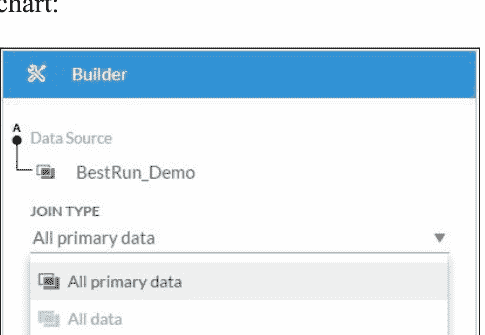 chart:
Builder
A
Data Source
BestRun_Demo
JOIN TYPE
All primary data
All primary data
All data